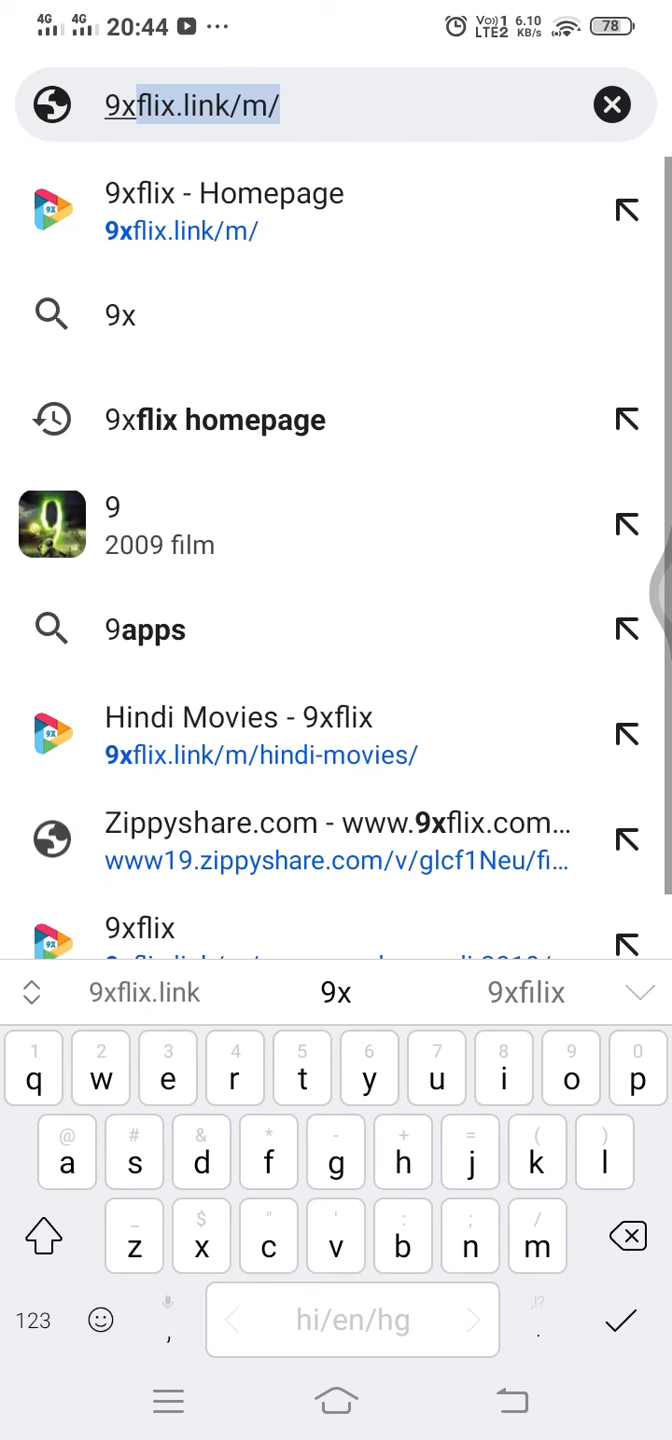 4G 4G 20:44 ... Vo)) 1 LTE2 6.10 KB/s 78
9xflix.link/m/
9xflix - Homepage
9xflix.link/m/
9x
9xflix homepage
9
2009 film
9apps
Hindi Movies - 9xflix
9xflix.link/m/hindi-movies/
Zippyshare.com - www.9xflix.com...
www19.zippyshare.com/v/glcf1Neu/fi...
9xflix
9xflix.link 9x 9xfilix
1 2 3 4 5 6 7 8 9 0
q w e r t y u i o p
@ # & * - + = ( )
a s d f g h j k l
_ $ " ' : ; /
z x c v b n m
123 , hi/en/hg ,!? .